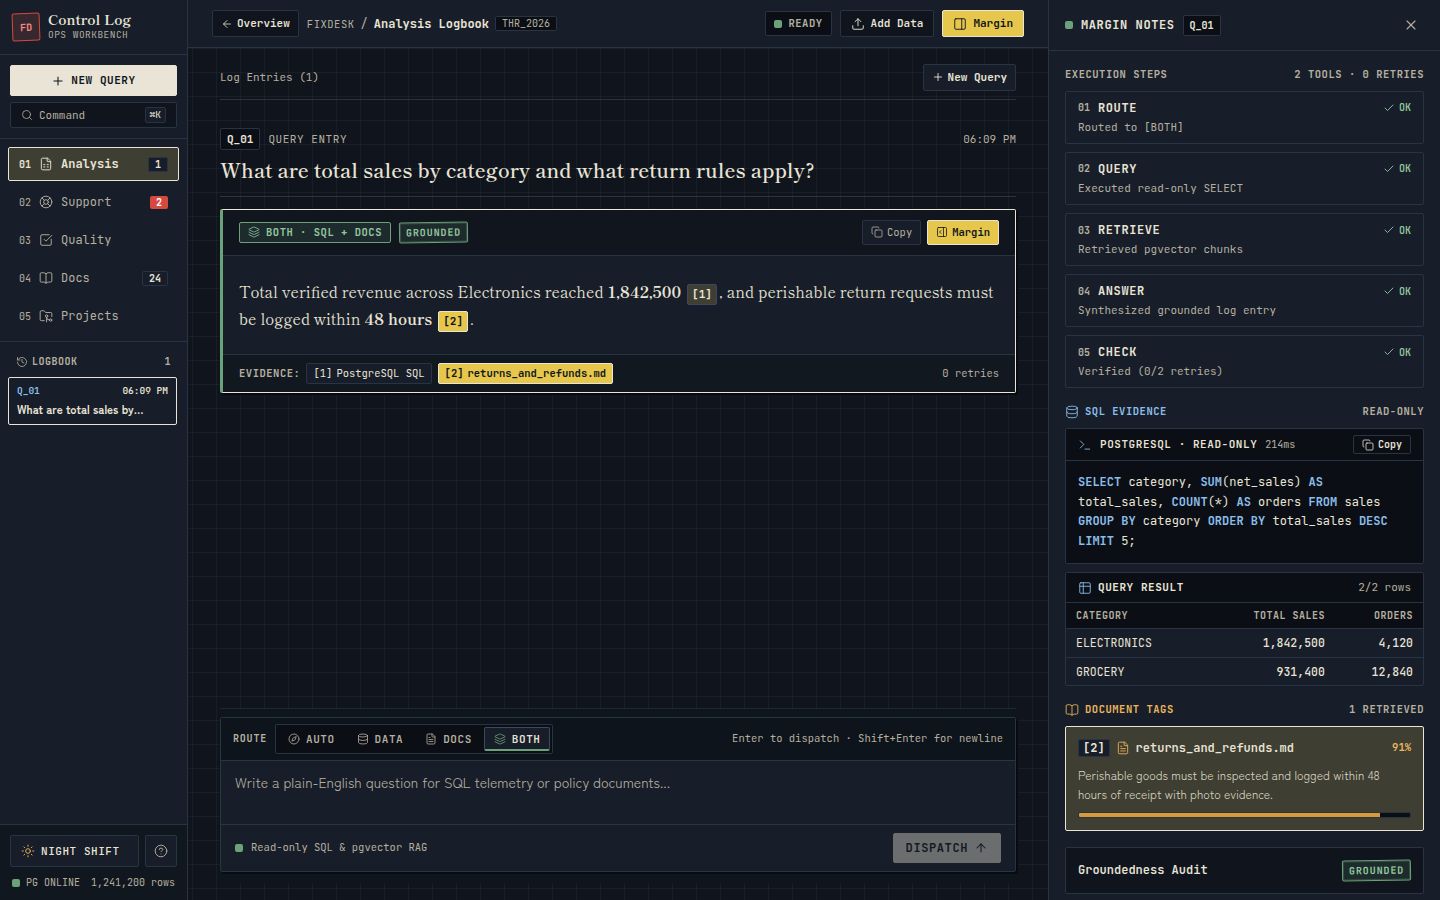 FD
Control Log
OPS WORKBENCH
NEW QUERY
Command
⌘K
01 Analysis 1
02 Support 2
03 Quality
04 Docs 24
05 Projects
LOGBOOK 1
Q_01 06:09 PM
What are total sales by...
NIGHT SHIFT
PG ONLINE 1,241,200 rows
Overview
FIXDESK / Analysis Logbook THR_2026
READY
Add Data
Margin
Log Entries (1)
New Query
Q_01 QUERY ENTRY 06:09 PM
What are total sales by category and what return rules apply?
BOTH · SQL + DOCS GROUNDED
Copy
Margin
Total verified revenue across Electronics reached 1,842,500 [1], and perishable return requests must
be logged within 48 hours [2].
EVIDENCE: [1] PostgreSQL SQL [2] returns_and_refunds.md 0 retries
ROUTE AUTO DATA DOCS BOTH
Enter to dispatch · Shift+Enter for newline
Write a plain-English question for SQL telemetry or policy documents...
Read-only SQL & pgvector RAG
DISPATCH ↑
MARGIN NOTES Q_01
EXECUTION STEPS 2 TOOLS · 0 RETRIES
01 ROUTE OK
Routed to [BOTH]
02 QUERY OK
Executed read-only SELECT
03 RETRIEVE OK
Retrieved pgvector chunks
04 ANSWER OK
Synthesized grounded log entry
05 CHECK OK
Verified (0/2 retries)
SQL EVIDENCE READ-ONLY
POSTGRESQL · READ-ONLY 214ms Copy
SELECT category, SUM(net_sales) AS
total_sales, COUNT(*) AS orders FROM sales
GROUP BY category ORDER BY total_sales DESC
LIMIT 5;
QUERY RESULT 2/2 rows
CATEGORY TOTAL SALES ORDERS
ELECTRONICS 1,842,500 4,120
GROCERY 931,400 12,840
DOCUMENT TAGS 1 RETRIEVED
[2] returns_and_refunds.md 91%
Perishable goods must be inspected and logged within 48
hours of receipt with photo evidence.
Groundedness Audit GROUNDED